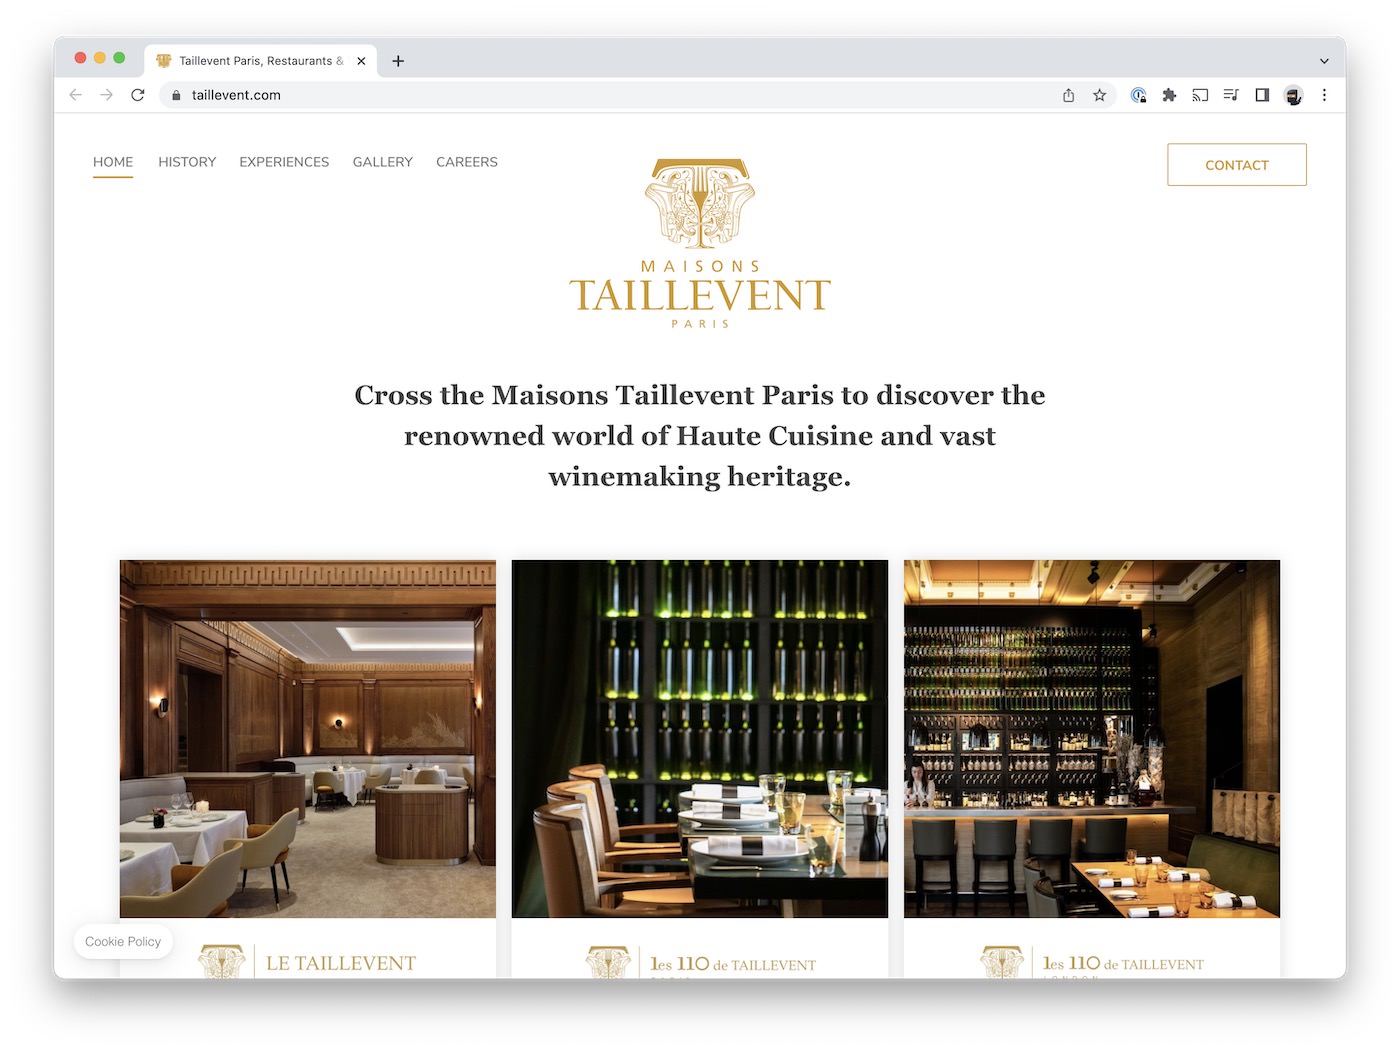 Taillevent Paris, Restaurants &
taillevent.com
HOME HISTORY EXPERIENCES GALLERY CAREERS
CONTACT
MAISONS
TAILLEVENT
PARIS
Cross the Maisons Taillevent Paris to discover the
renowned world of Haute Cuisine and vast
winemaking heritage.
Cookie Policy
LE TAILLEVENT
les 110 de TAILLEVENT
PARIS
les 110 de TAILLEVENT
LONDON